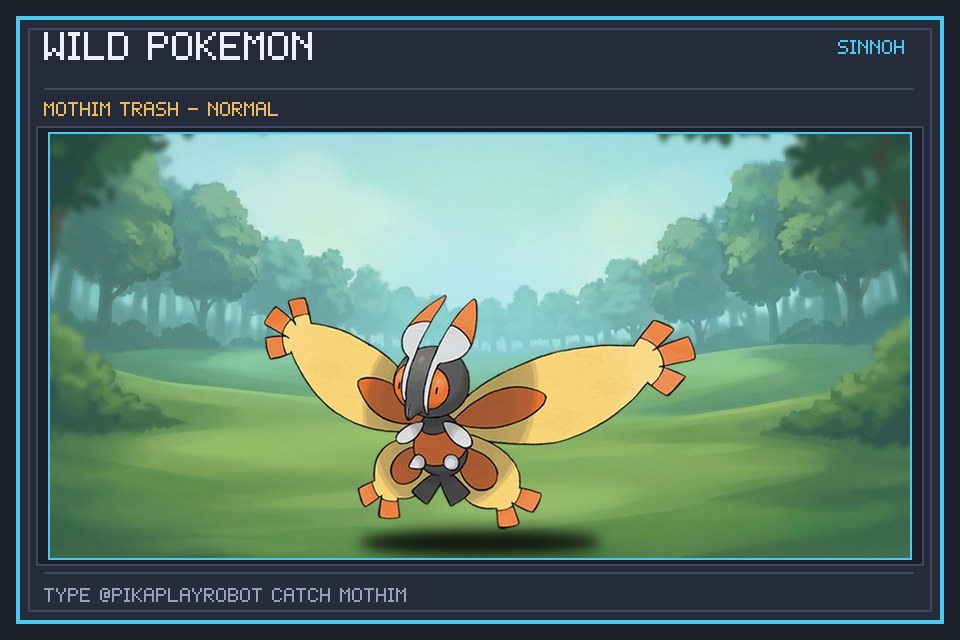 WILD POKEMON
SINNOH
MOTHIM TRASH - NORMAL
TYPE @PIKAPLAYROBOT CATCH MOTHIM